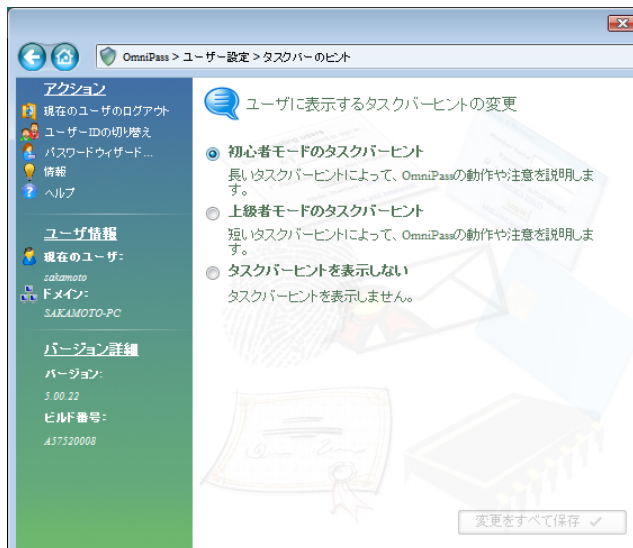 OmniPass > ユーザー設定 > タスクバーのヒント
アクション
現在のユーザのログアウト
ユーザーIDの切り替え
パスワードウィザード...
情報
ヘルプ
ユーザ情報
現在のユーザ:
sakamoto
ドメイン:
SAKAMOTO-PC
バージョン詳細
バージョン:
5.00.22
ビルド番号:
A57520008
ユーザに表示するタスクバーヒントの変更
初心者モードのタスクバーヒント
長いタスクバーヒントによって、OmniPassの動作や注意を説明しま
す。
上級者モードのタスクバーヒント
短いタスクバーヒントによって、OmniPassの動作や注意を説明しま
す。
タスクバーヒントを表示しない
タスクバーヒントを表示しません。
変更をすべて保存